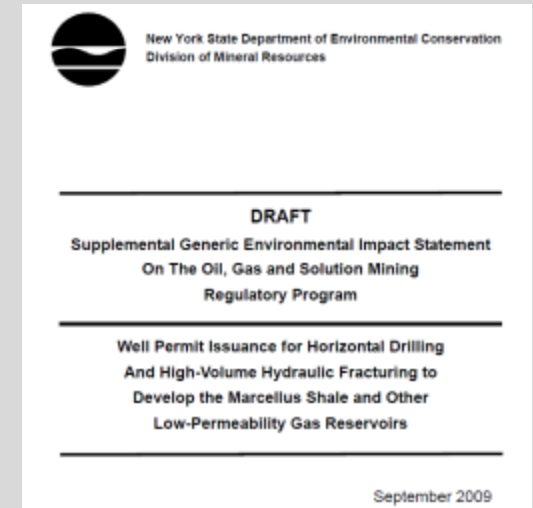 New York State Department of Environmental Conservation
Division of Mineral Resources
DRAFT
Supplemental Generic Environmental Impact Statement
On The Oil, Gas and Solution Mining
Regulatory Program
Well Permit Issuance for Horizontal Drilling
And High-Volume Hydraulic Fracturing to
Develop the Marcellus Shale and Other
Low-Permeability Gas Reservoirs
September 2009